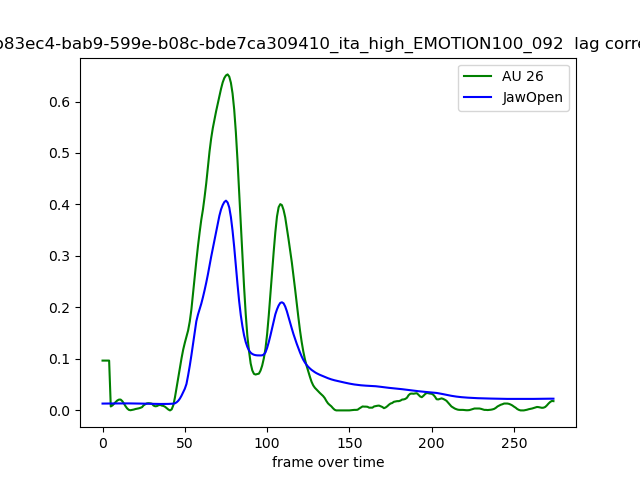 b83ec4-bab9-599e-b08c-bde7ca309410_ita_high_EMOTION100_092 lag corre
AU 26
JawOpen
0.6
0.5
0.4
0.3
0.2
0.1
0.0
0 50 100 150 200 250
frame over time